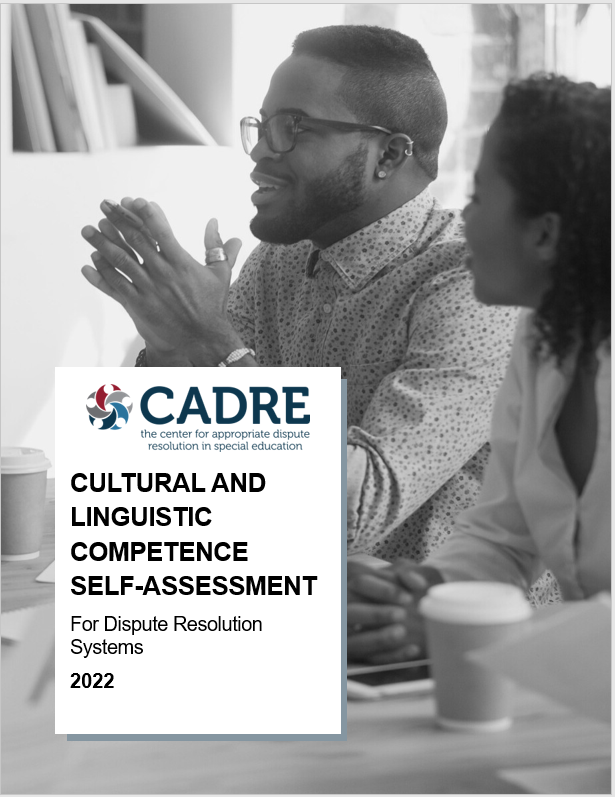 CADRE
the center for appropriate dispute
resolution in special education
CULTURAL AND
LINGUISTIC
COMPETENCE
SELF-ASSESSMENT
For Dispute Resolution
Systems
2022